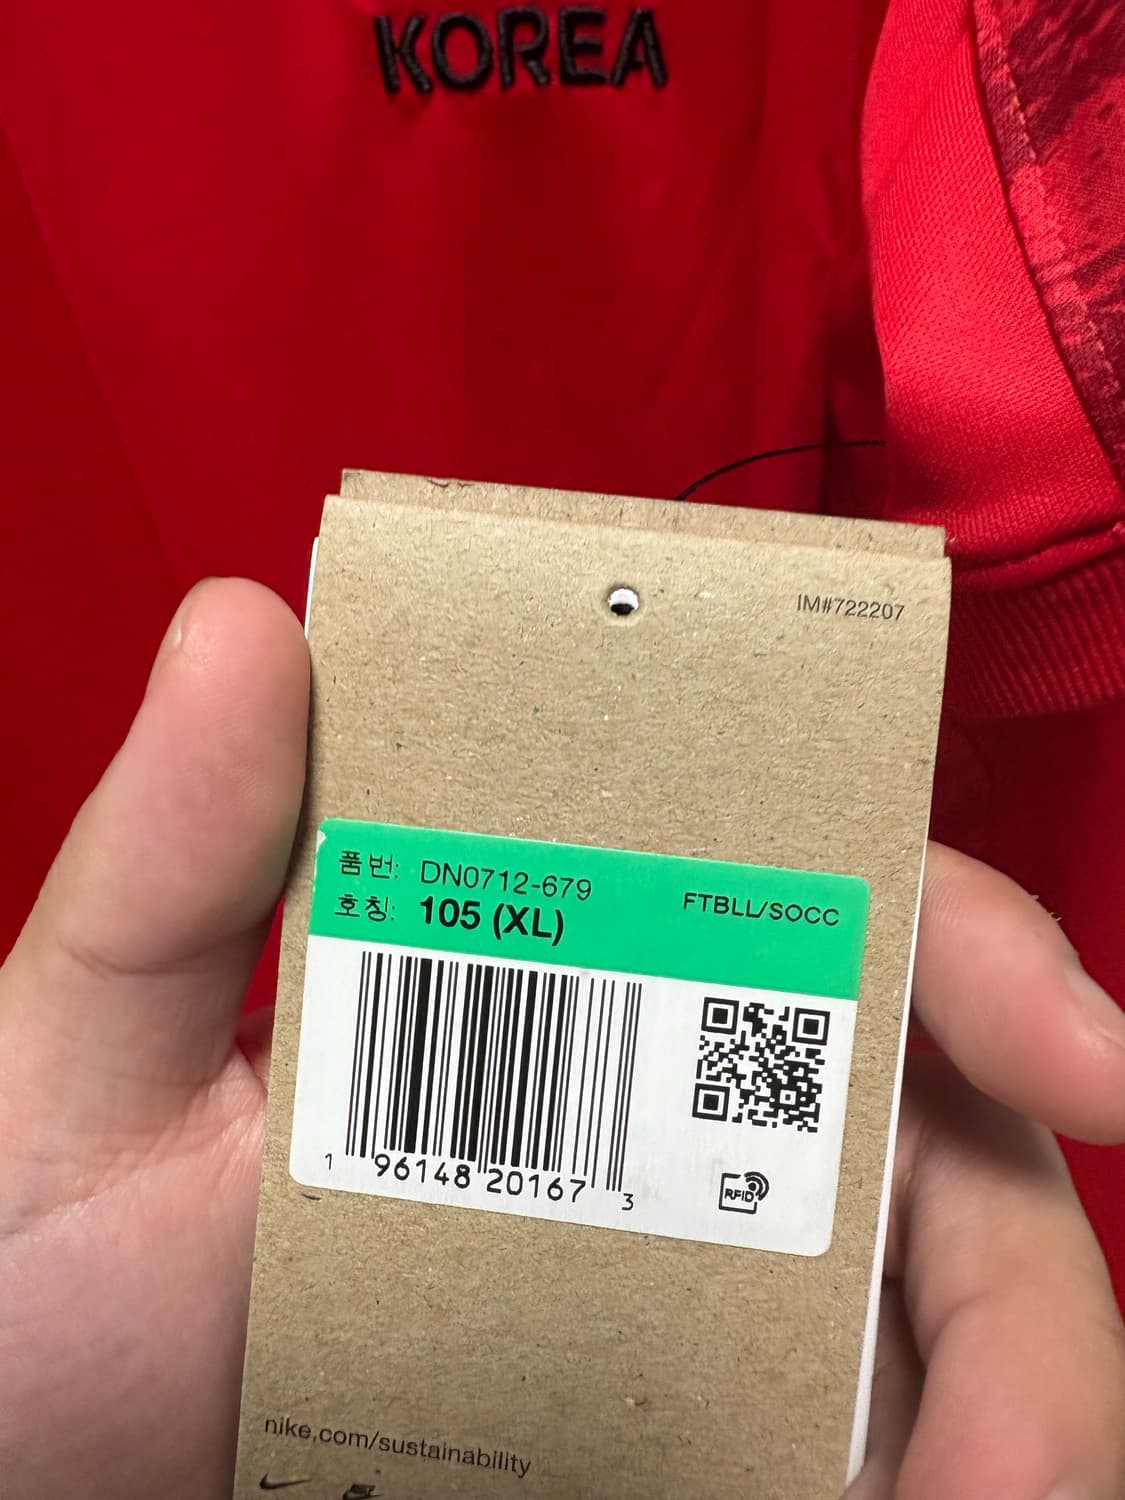 KOREA
IM#722207
품번: DN0712-679
호칭: 105 (XL)
FTBLL/SOCC
1 96148 20167 3
RFID
nike.com/sustainability